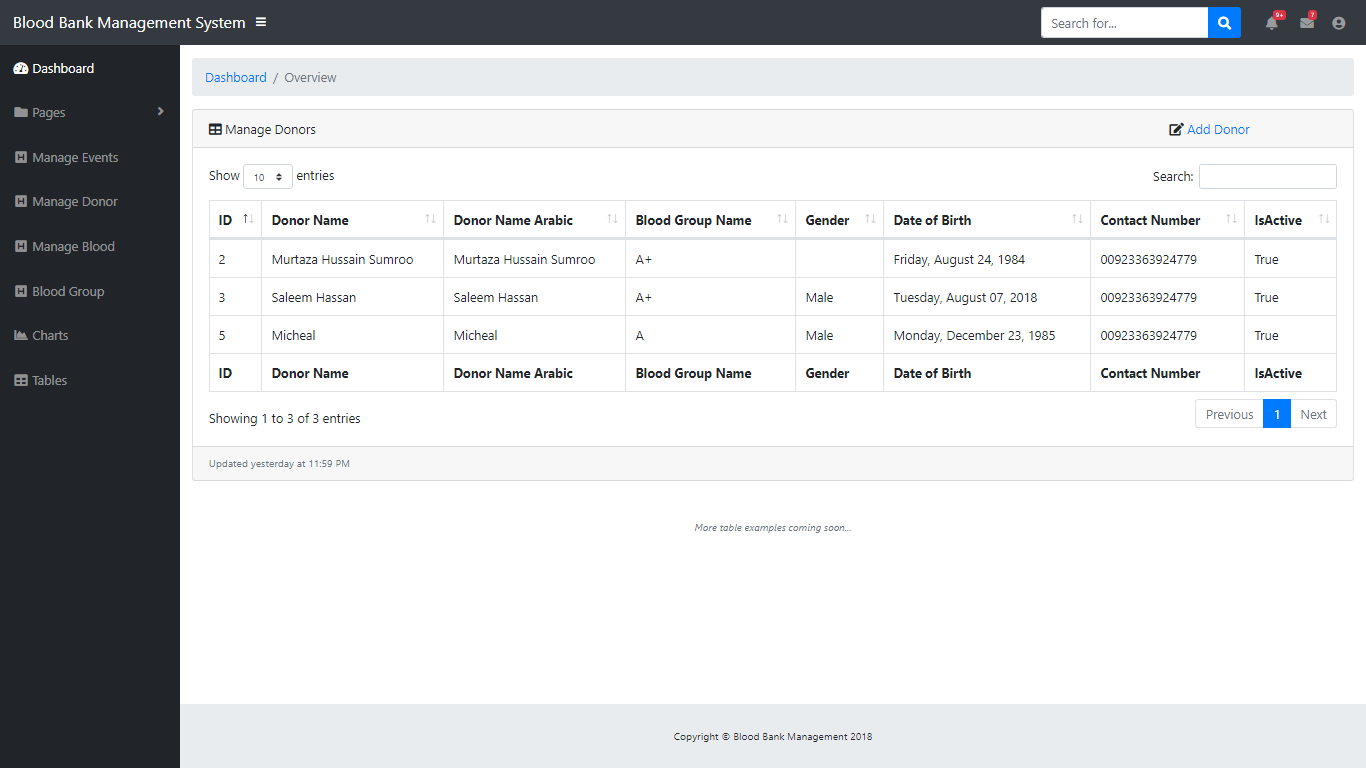 Blood Bank Management System
Search for...
9+
7
Dashboard
Pages
Manage Events
Manage Donor
Manage Blood
Blood Group
Charts
Tables
Dashboard / Overview
Manage Donors
Add Donor
Show 10 entries
Search:
ID Donor Name Donor Name Arabic Blood Group Name Gender Date of Birth Contact Number IsActive
2 Murtaza Hussain Sumroo Murtaza Hussain Sumroo A+ Friday, August 24, 1984 00923363924779 True
3 Saleem Hassan Saleem Hassan A+ Male Tuesday, August 07, 2018 00923363924779 True
5 Micheal Micheal A Male Monday, December 23, 1985 00923363924779 True
ID Donor Name Donor Name Arabic Blood Group Name Gender Date of Birth Contact Number IsActive
Showing 1 to 3 of 3 entries
Previous 1 Next
Updated yesterday at 11:59 PM
More table examples coming soon...
Copyright © Blood Bank Management 2018